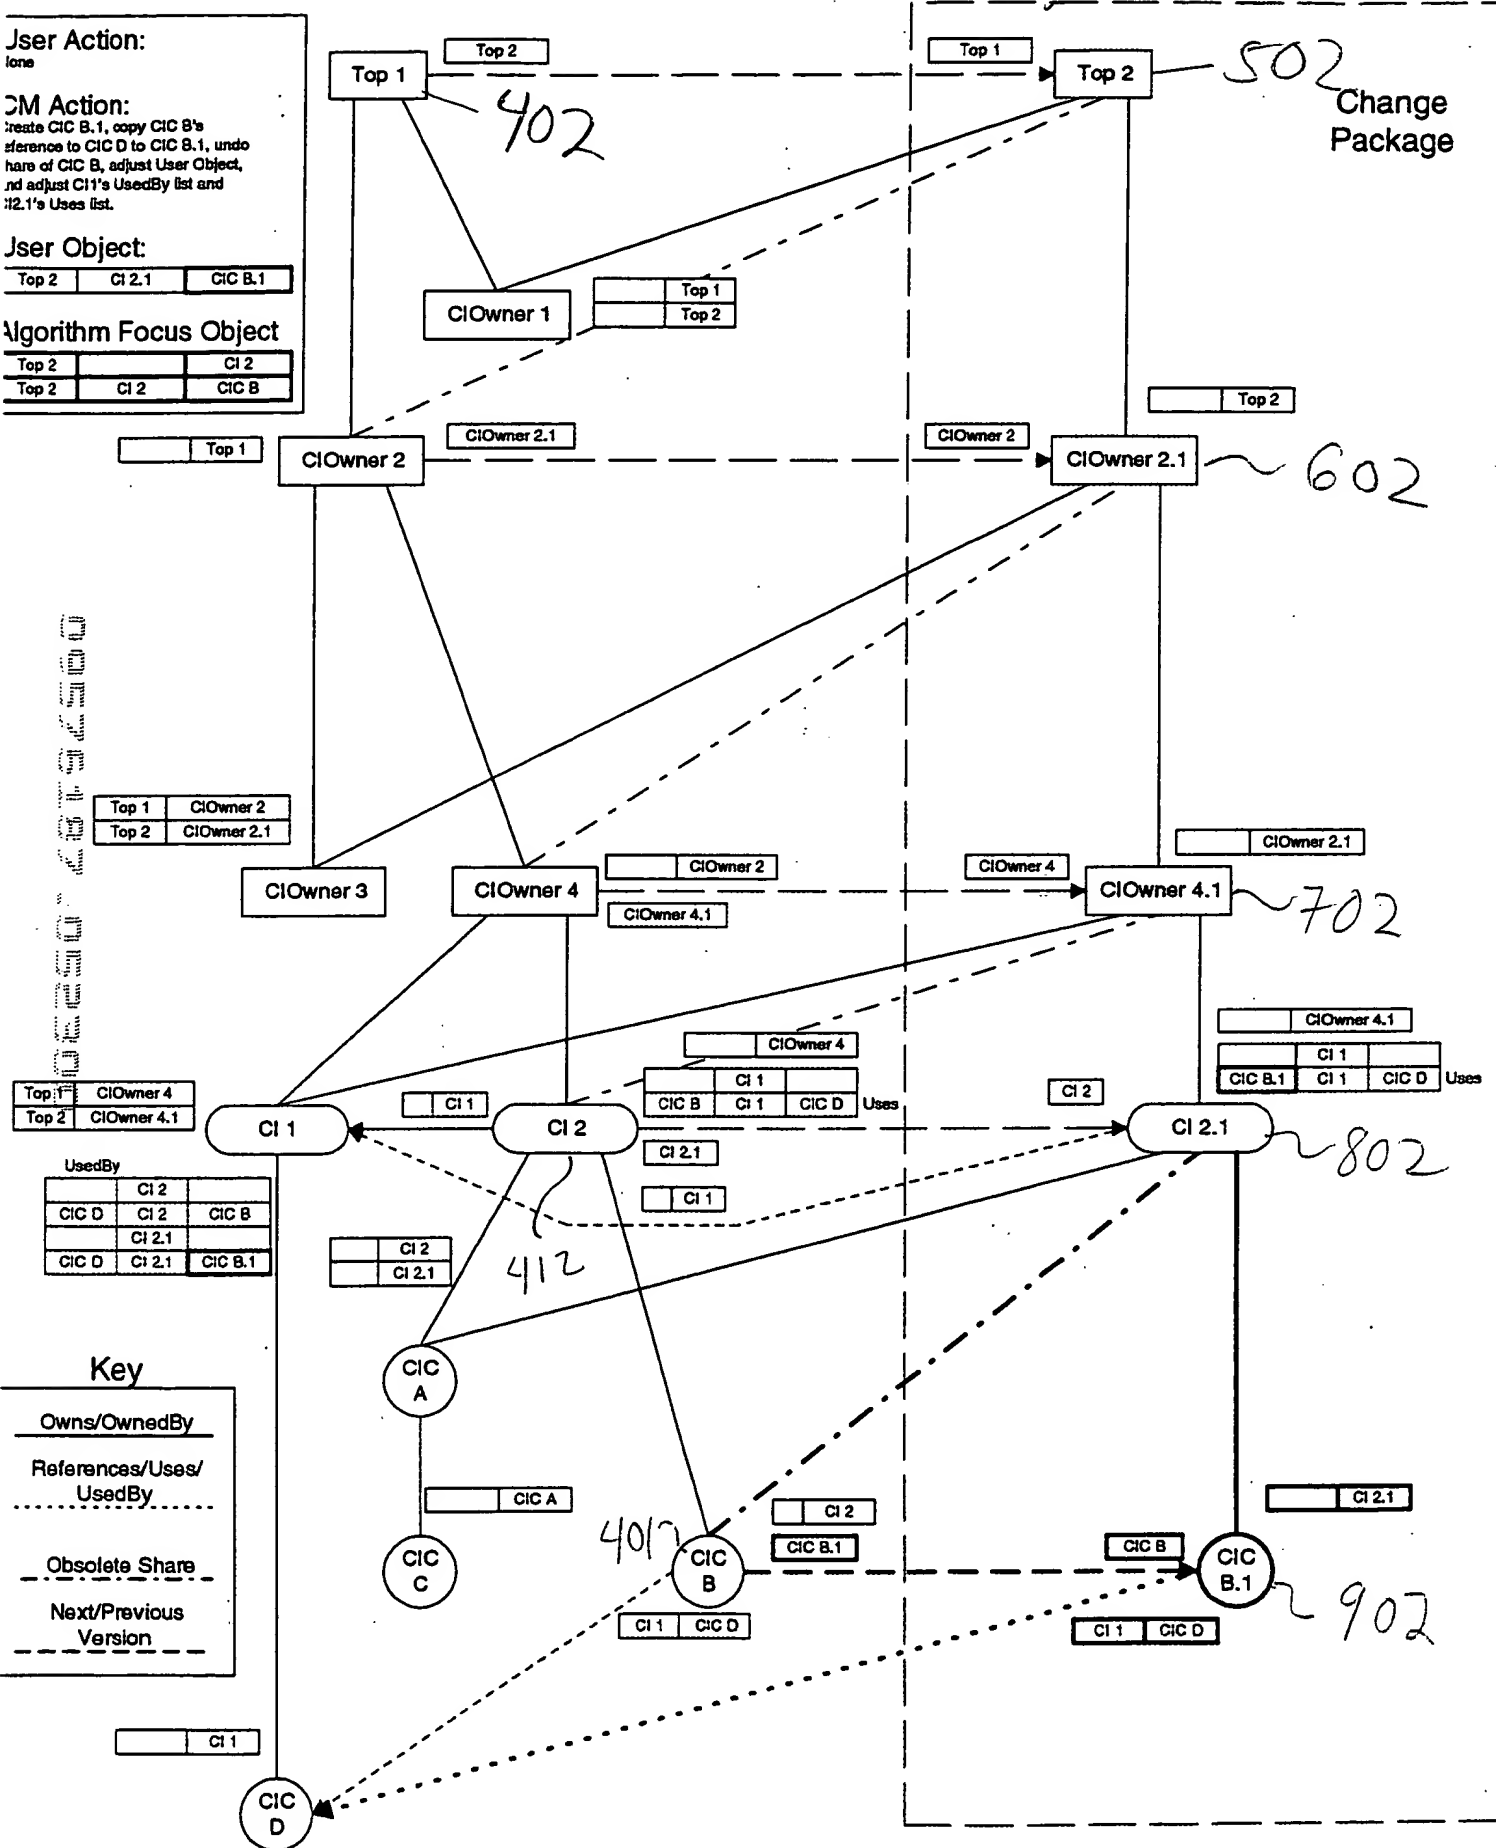 User Action:
None
CM Action:
Create CIC B.1, copy CIC B's
reference to CIC D to CIC B.1, undo
share of CIC B, adjust User Object,
and adjust CI1's UsedBy list and
CI2.1's Uses list.
User Object:
Top 2 CI 2.1 CIC B.1
Algorithm Focus Object
Top 2 CI 2
Top 2 CI 2 CIC B
Top 1
Top 2
402
Top 1
Top 2
502
Change
Package
CIOwner 1
Top 1
Top 2
Top 1
CIOwner 2
CIOwner 2.1
CIOwner 2
Top 2
CIOwner 2.1
602
Top 1 CIOwner 2
Top 2 CIOwner 2.1
CIOwner 3
CIOwner 4
CIOwner 2
CIOwner 4.1
CIOwner 4
CIOwner 2.1
CIOwner 4.1
702
Top 1 CIOwner 4
Top 2 CIOwner 4.1
CI 1
CI 1
CI 2
CIOwner 4
CI 1
CIC B CI 1 CIC D Uses
CI 2.1
CI 1
CI 2
CIOwner 4.1
CI 1
CIC B.1 CI 1 CIC D Uses
CI 2.1
802
UsedBy
CI 2
CIC D CI 2 CIC B
CI 2.1
CIC D CI 2.1 CIC B.1
CI 2
CI 2.1
412
CIC
A
CIC A
CIC
C
Key
Owns/OwnedBy
References/Uses/
UsedBy
Obsolete Share
Next/Previous
Version
CIC
B
CI 2
CIC B.1
CI 1 CIC D
CIC B
CI 2.1
CIC
B.1
CI 1 CIC D
902
CI 1
CIC
D